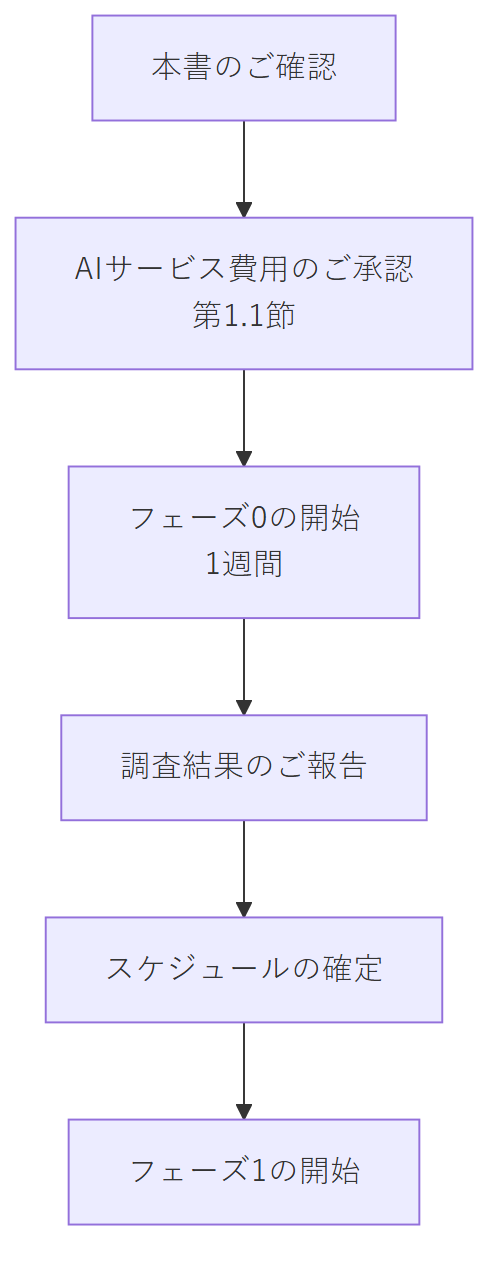 本書のご確認
AIサービス費用のご承認
第1.1節
フェーズ0の開始
1週間
調査結果のご報告
スケジュールの確定
フェーズ1の開始